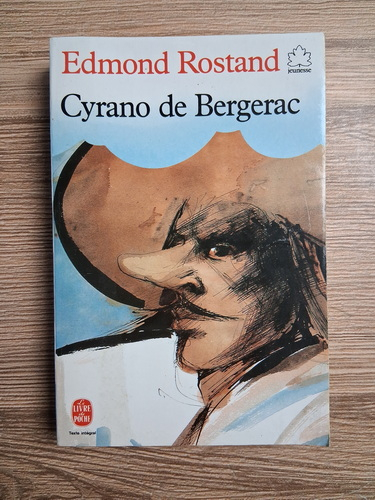 Edmond Rostand
jeunesse
Cyrano de Bergerac
Le
LIVRE
de
POCHE
Texte intégral